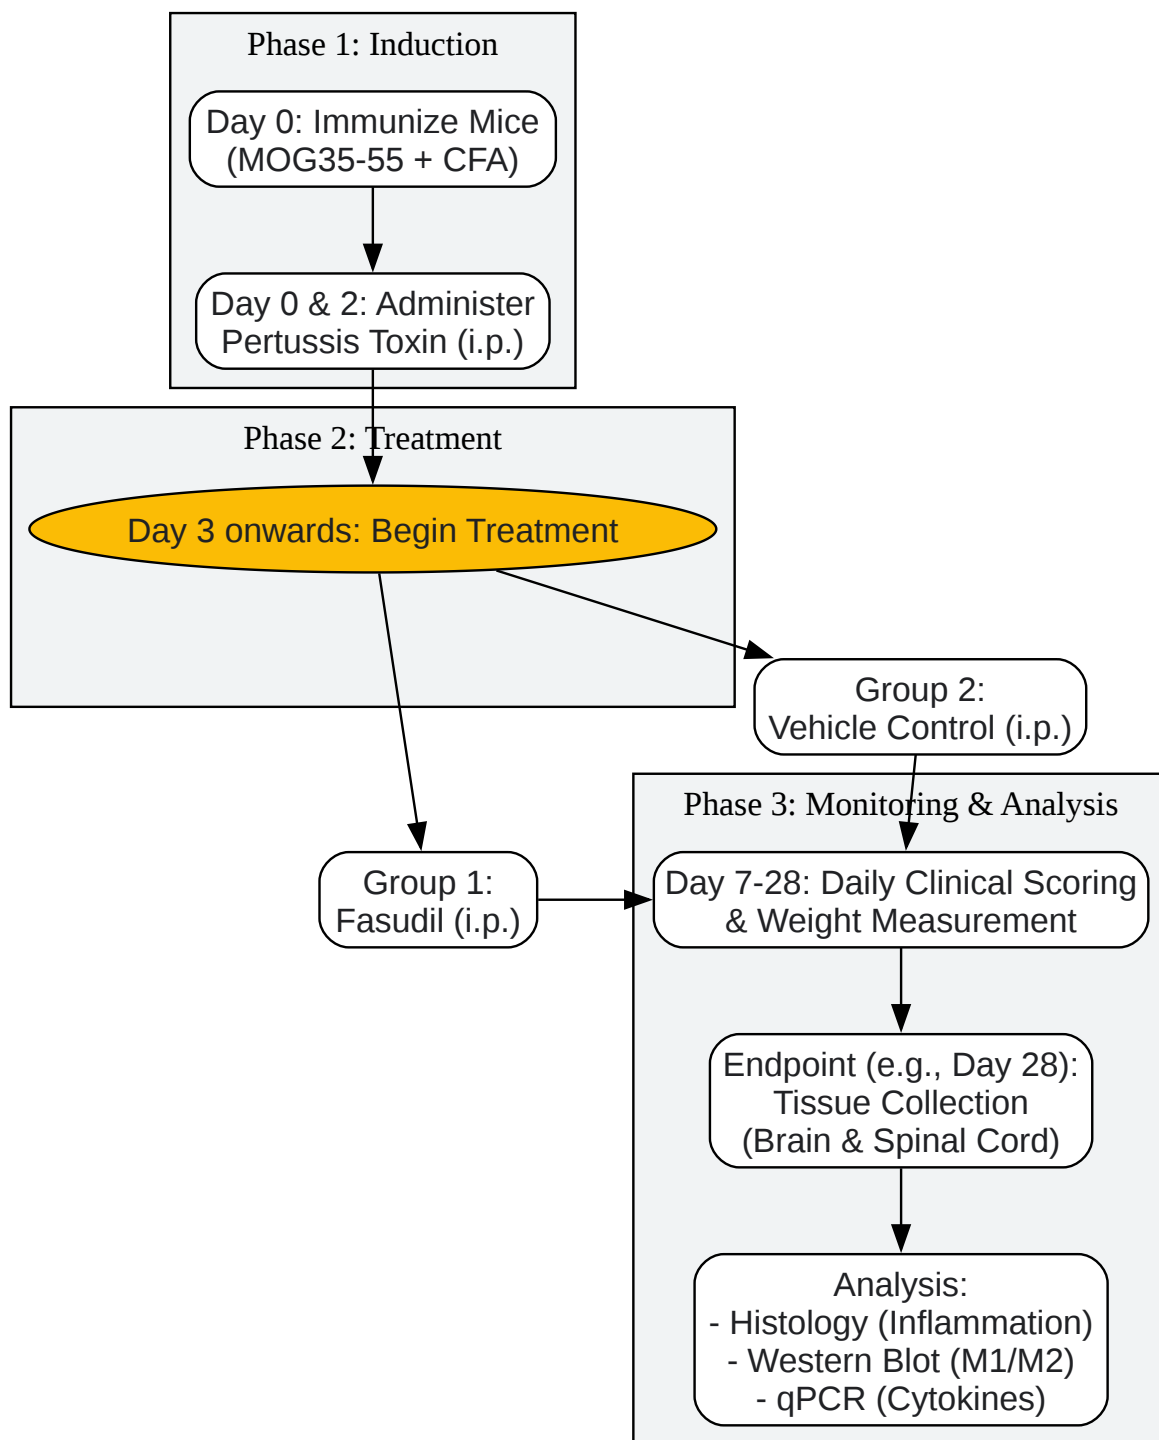 Phase 1: Induction
Day 0: Immunize Mice
(MOG35-55 + CFA)
Day 0 & 2: Administer
Pertussis Toxin (i.p.)
Phase 2: Treatment
Day 3 onwards: Begin Treatment
Group 2:
Vehicle Control (i.p.)
Phase 3: Monitoring & Analysis
Group 1:
Fasudil (i.p.)
Day 7-28: Daily Clinical Scoring
& Weight Measurement
Endpoint (e.g., Day 28):
Tissue Collection
(Brain & Spinal Cord)
Analysis:
- Histology (Inflammation)
- Western Blot (M1/M2)
- qPCR (Cytokines)